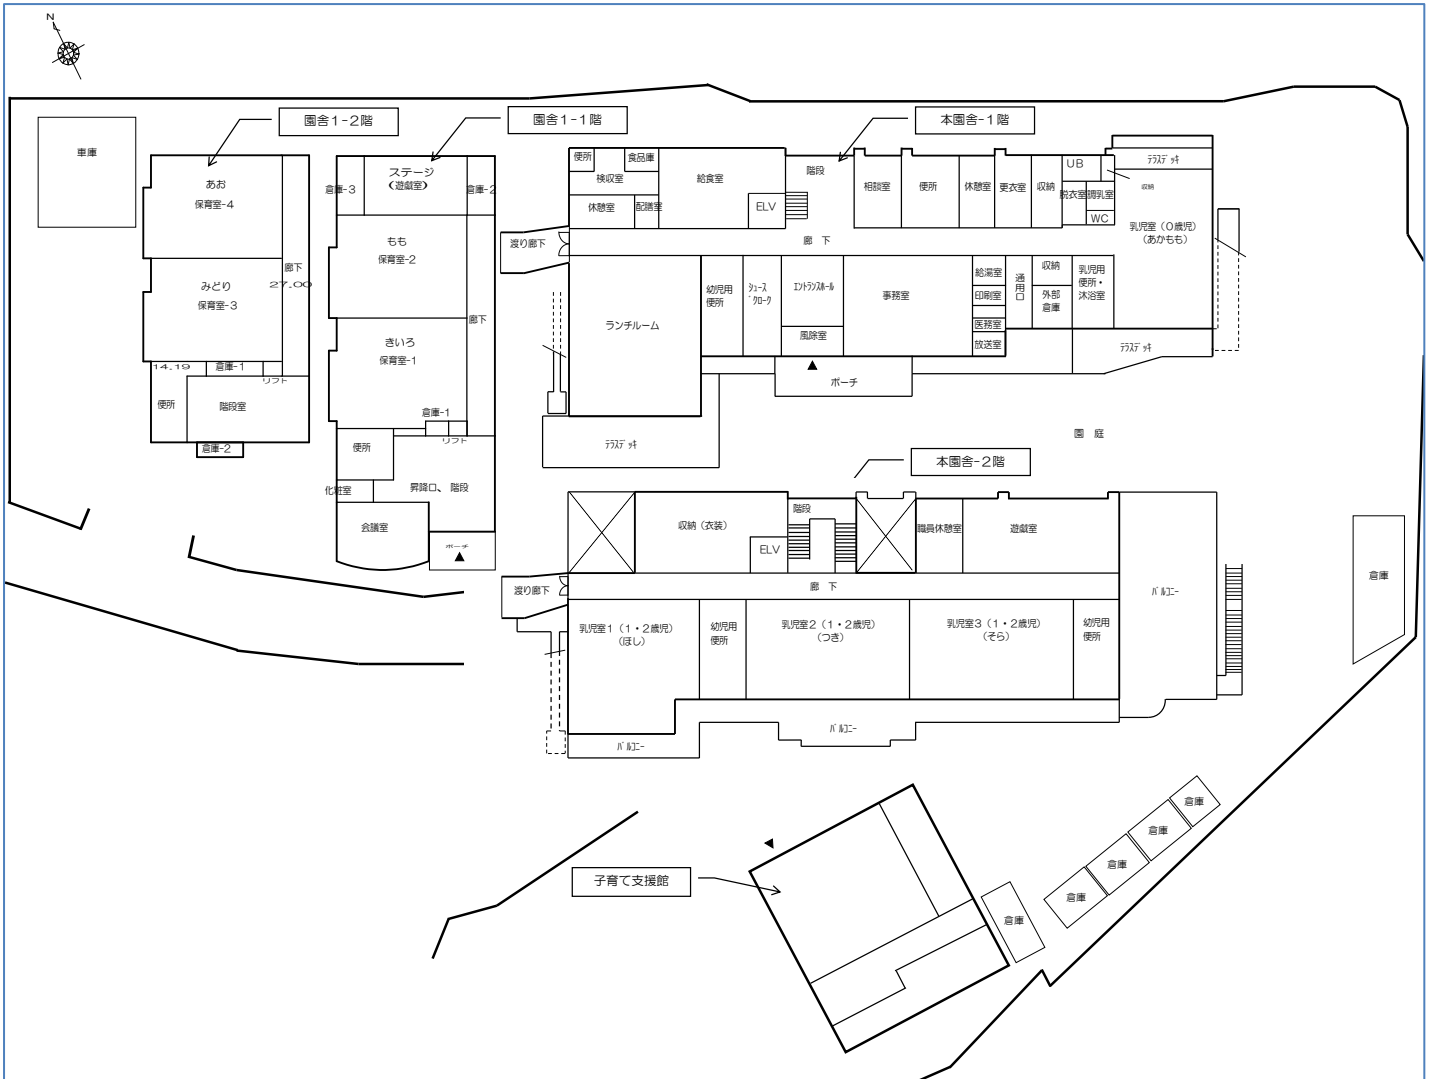 N
園舎1-2階
園舎1-1階
本園舎-1階
車庫
あお
保育室-4
みどり
保育室-3
廊下
27.00
14.19
倉庫-1
リフト
便所
階段室
倉庫-2
倉庫-3
ステージ
(遊戯室)
倉庫-2
もも
保育室-2
廊下
きいろ
保育室-1
倉庫-1
リフト
便所
化粧室
昇降口、階段
会議室
ポーチ
便所
食品庫
検収室
給食室
休憩室
配膳室
ELV
階段
相談室
便所
休憩室
更衣室
収納
UB
脱衣室
調乳室
WC
テラスデッキ
収納
乳児室(0歳児)
(あかもも)
渡り廊下
廊 下
ランチルーム
幼児用
便所
シューズ
クローク
エントランスホール
風除室
事務室
給湯室
印刷室
医務室
放送室
通用口
収納
外部
倉庫
乳児用
便所・
沐浴室
テラスデッキ
ポーチ
テラスデッキ
園 庭
本園舎-2階
収納(衣装)
階段
ELV
職員休憩室
遊戯室
渡り廊下
廊 下
バルコニー
倉庫
乳児室1(1・2歳児)
(ほし)
幼児用
便所
乳児室2(1・2歳児)
(つき)
乳児室3(1・2歳児)
(そら)
幼児用
便所
バルコニー
バルコニー
子育て支援館
倉庫
倉庫
倉庫
倉庫
倉庫